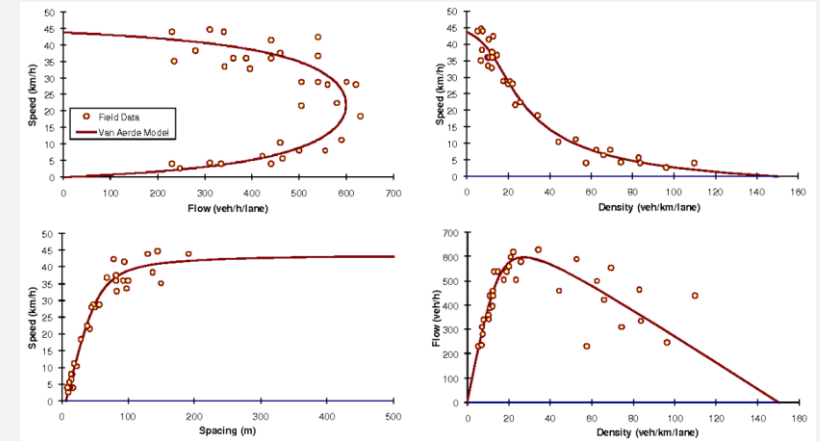 50
45
40
35
30
25
20
15
10
5
0
Speed (km/h)
Field Data
Van Aerde Model
0 100 200 300 400 500 600 700
Flow (veh/h/lane)
50
45
40
35
30
25
20
15
10
5
0
Speed (km/h)
0 20 40 60 80 100 120 140 160
Density (veh/km/lane)
50
45
40
35
30
25
20
15
10
5
0
Speed (km/h)
0 100 200 300 400 500
Spacing (m)
700
600
500
400
300
200
100
0
Flow (veh/h)
0 20 40 60 80 100 120 140 160
Density (veh/km/lane)